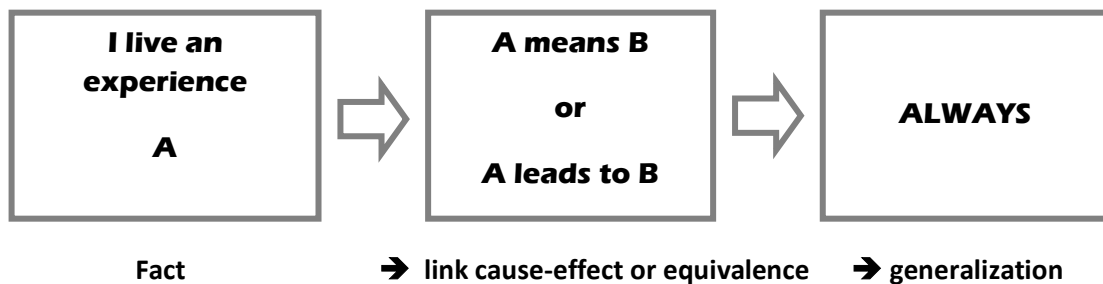 I live an
experience
A
A means B
or
A leads to B
ALWAYS
Fact
➔ link cause-effect or equivalence
➔ generalization